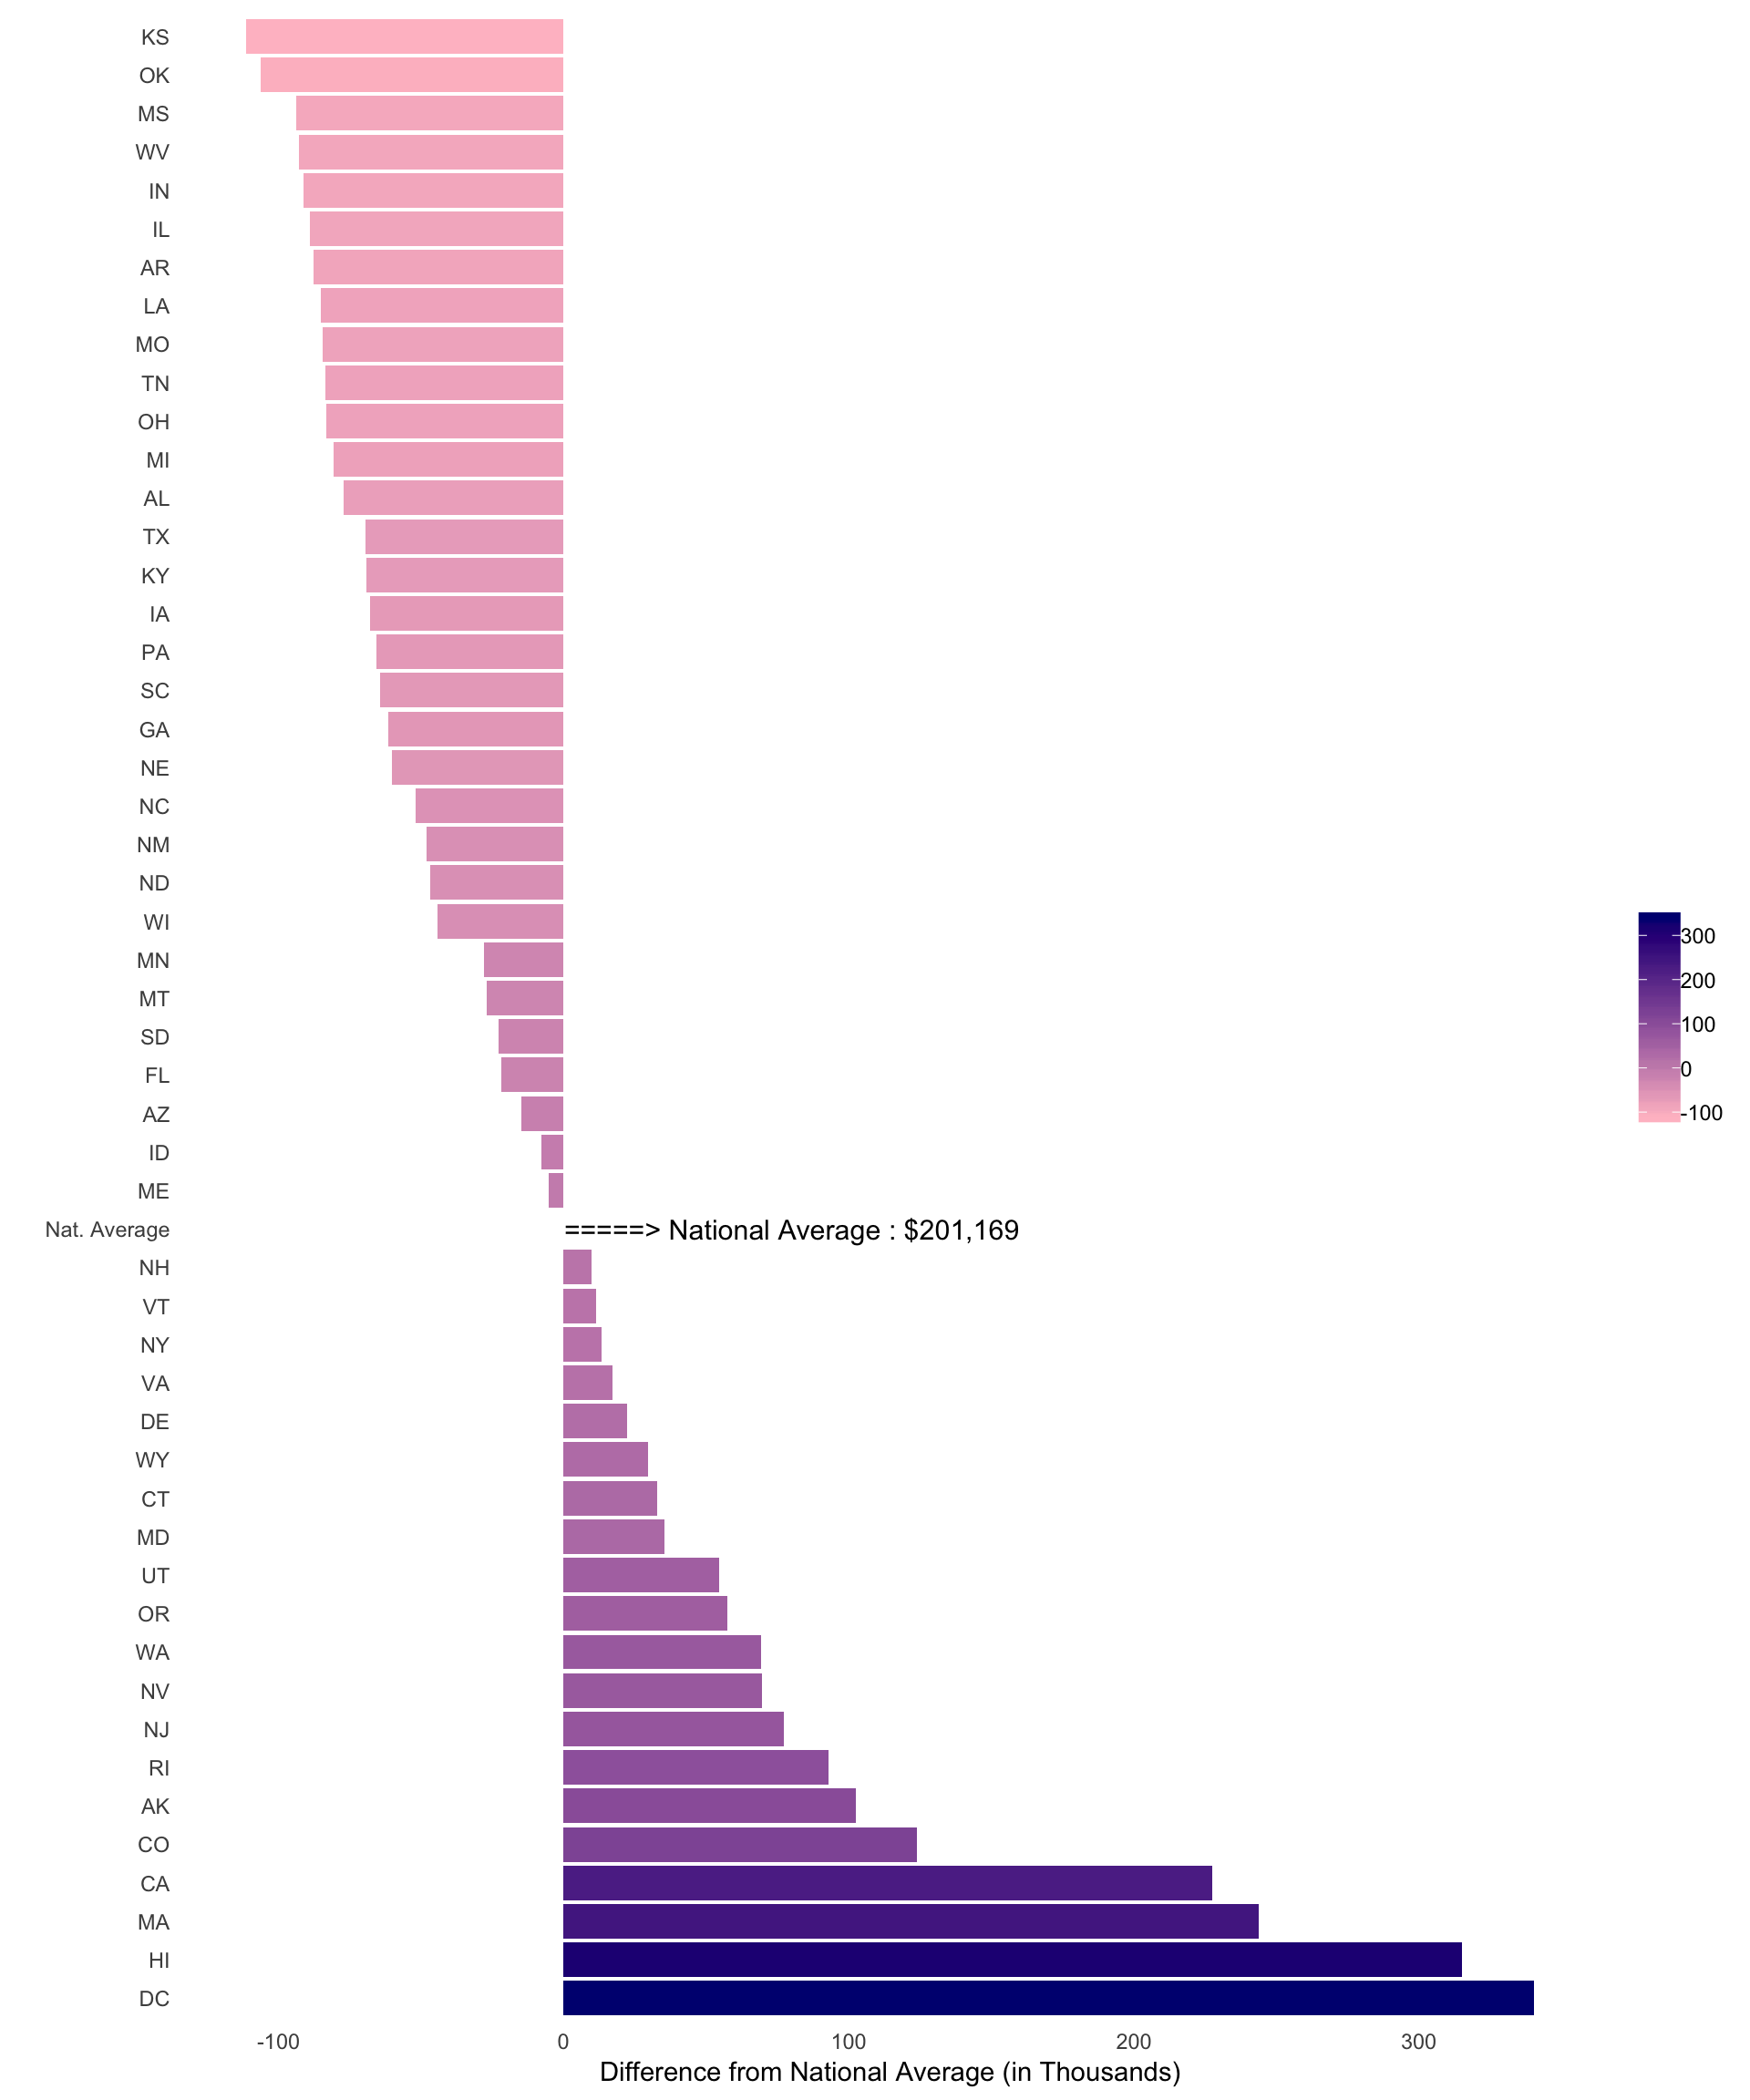 KS
OK
MS
WV
IN
IL
AR
LA
MO
TN
OH
MI
AL
TX
KY
IA
PA
SC
GA
NE
NC
NM
ND
WI
MN
MT
SD
FL
AZ
ID
ME
Nat. Average =====> National Average : $201,169
NH
VT
NY
VA
DE
WY
CT
MD
UT
OR
WA
NV
NJ
RI
AK
CO
CA
MA
HI
DC
-100 0 100 200 300
Difference from National Average (in Thousands)
300
200
100
0
-100